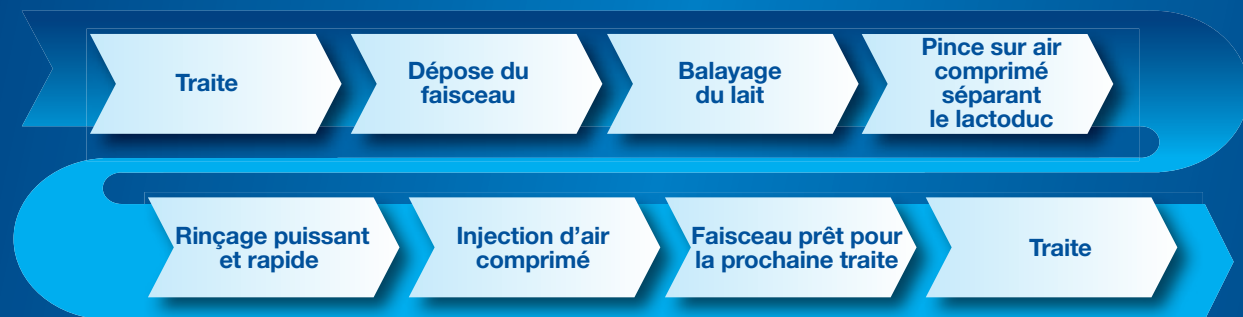 Traite
Dépose du
faisceau
Balayage
du lait
Pince sur air
comprimé
séparant
le lactoduc
Rinçage puissant
et rapide
Injection d’air
comprimé
Faisceau prêt pour
la prochaine traite
Traite